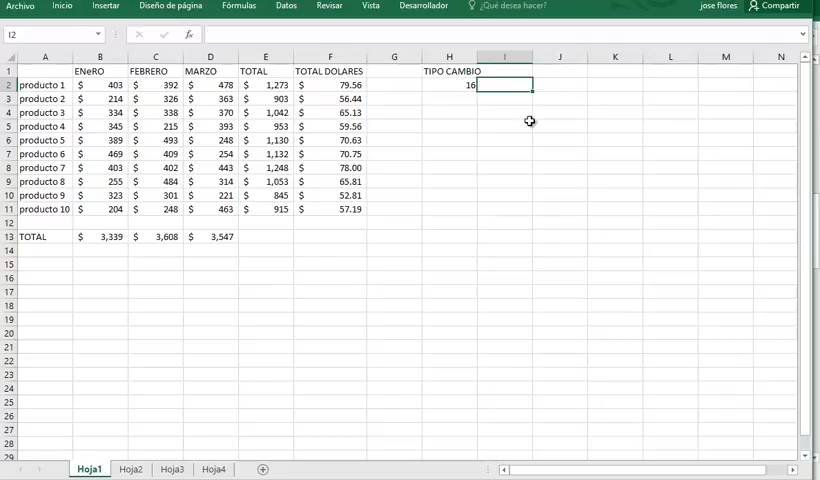 Archivo Inicio Insertar Diseño de página Fórmulas Datos Revisar Vista Desarrollador ¿Qué desea hacer? jose flores Compartir
I2 fx
A B C D E F G H I J K L M N
1 ENeRO FEBRERO MARZO TOTAL TOTAL DOLARES TIPO CAMBIO
2 producto 1 $ 403 $ 392 $ 478 $ 1,273 $ 79.56 16
3 producto 2 $ 214 $ 326 $ 363 $ 903 $ 56.44
4 producto 3 $ 334 $ 338 $ 370 $ 1,042 $ 65.13
5 producto 4 $ 345 $ 215 $ 393 $ 953 $ 59.56
6 producto 5 $ 389 $ 493 $ 248 $ 1,130 $ 70.63
7 producto 6 $ 469 $ 409 $ 254 $ 1,132 $ 70.75
8 producto 7 $ 403 $ 402 $ 443 $ 1,248 $ 78.00
9 producto 8 $ 255 $ 484 $ 314 $ 1,053 $ 65.81
10 producto 9 $ 323 $ 301 $ 221 $ 845 $ 52.81
11 producto 10 $ 204 $ 248 $ 463 $ 915 $ 57.19
12
13 TOTAL $ 3,339 $ 3,608 $ 3,547
14
15
16
17
18
19
20
21
22
23
24
25
26
27
28
29
Hoja1 Hoja2 Hoja3 Hoja4